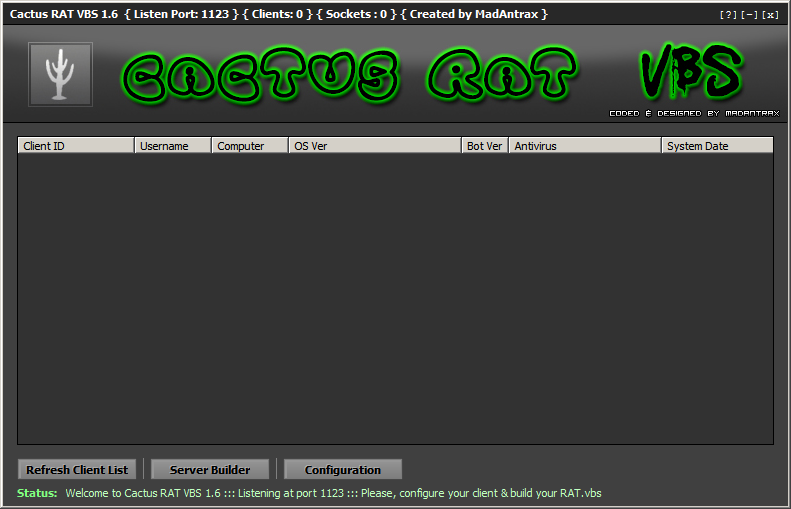 Cactus RAT VBS 1.6 { Listen Port: 1123 } { Clients: 0 } { Sockets : 0 } { Created by MadAntrax } [?] [-] [x]
CACTUS RAT VBS
CODED & DESIGNED BY MADANTRAX
Client ID Username Computer OS Ver Bot Ver Antivirus System Date
Refresh Client List Server Builder Configuration
Status: Welcome to Cactus RAT VBS 1.6 ::: Listening at port 1123 ::: Please, configure your client & build your RAT.vbs